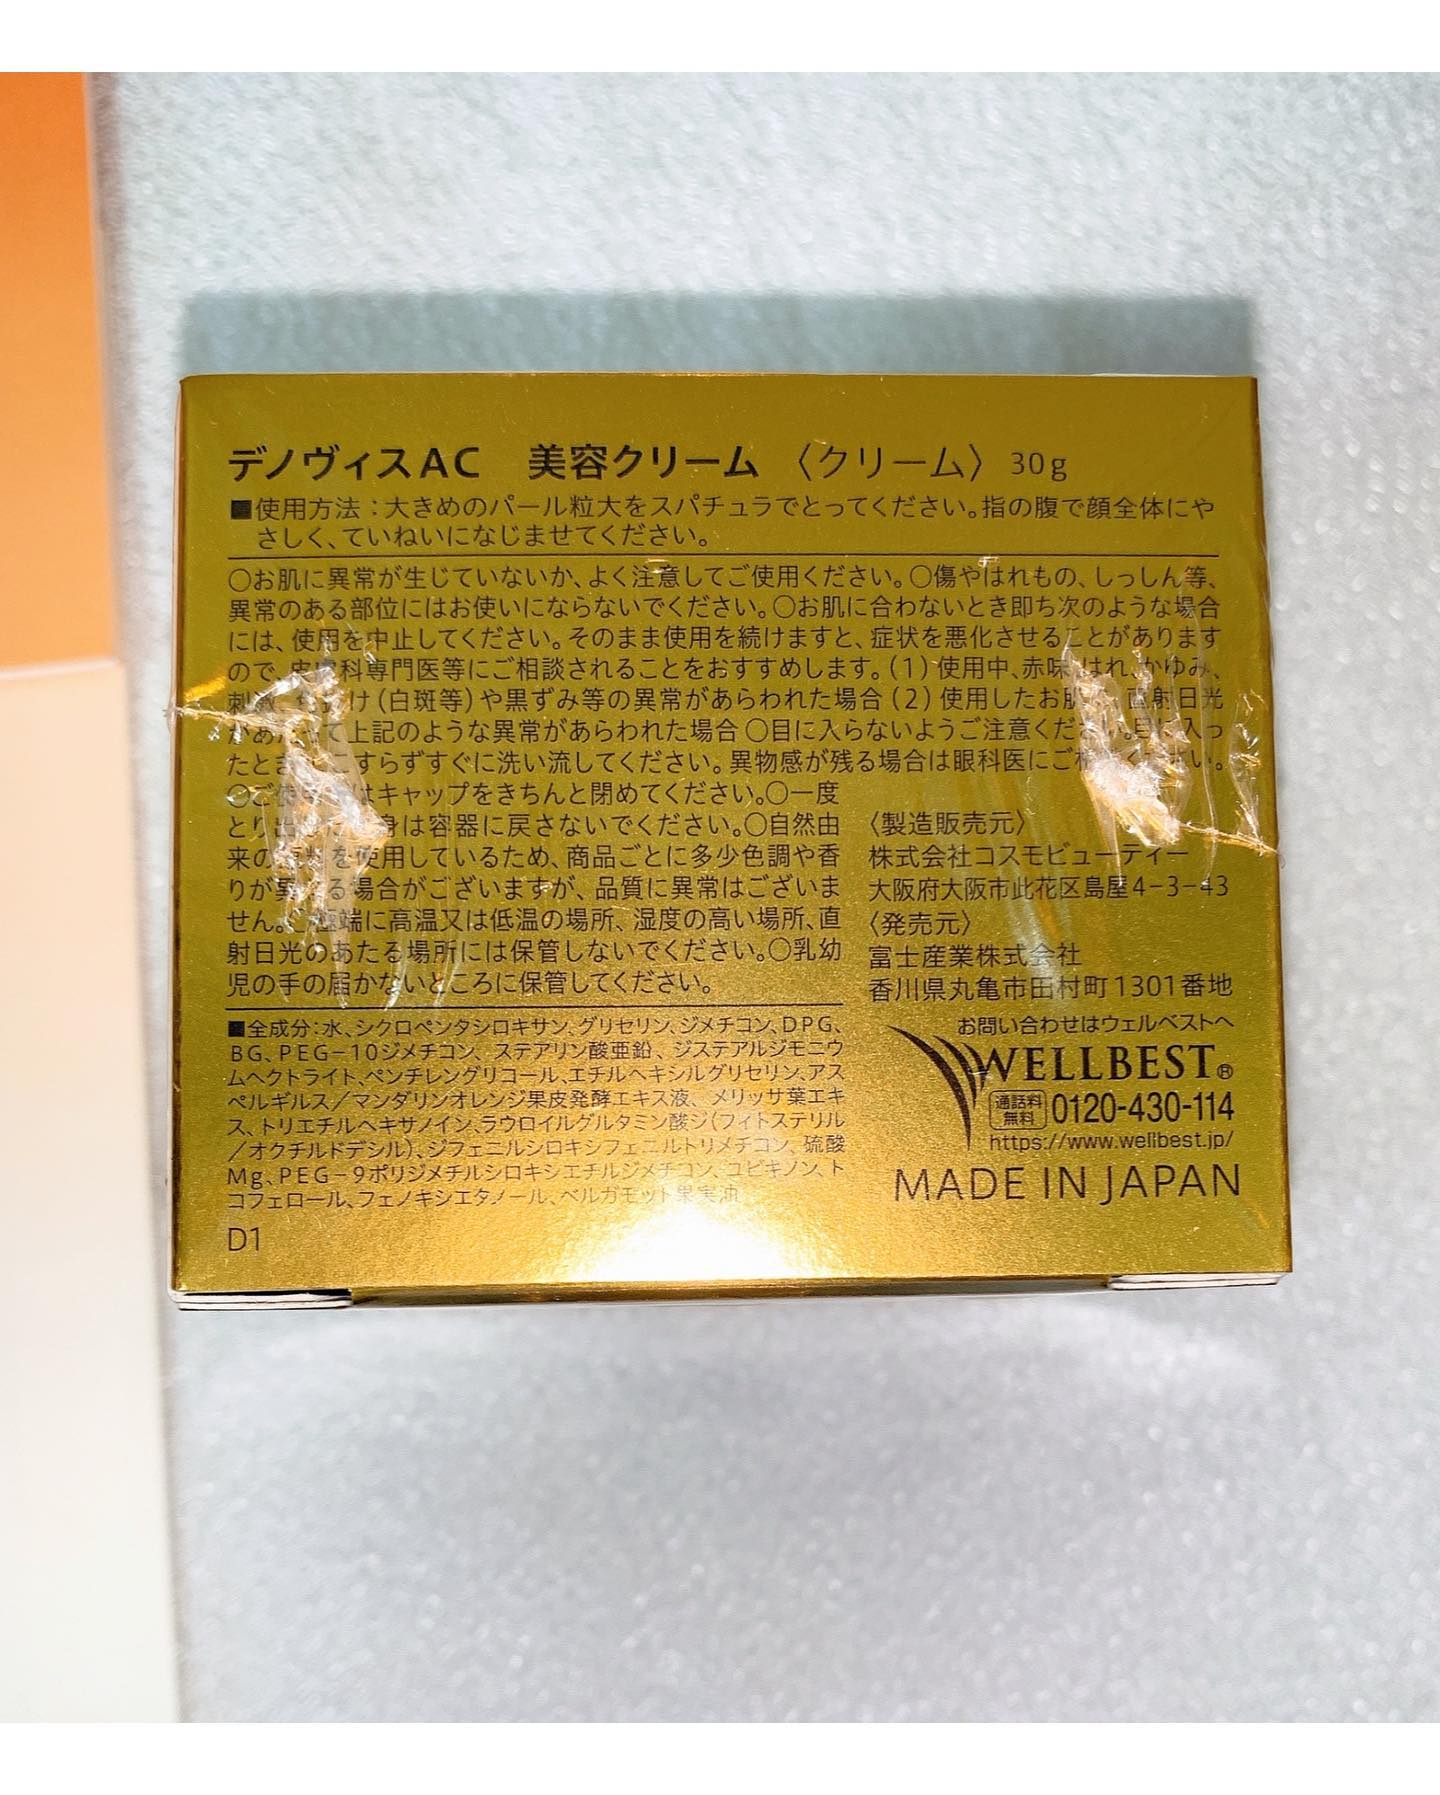 デノヴィスAC 美容クリーム 〈クリーム〉 30g
■使用方法：大きめのパール粒大をスパチュラでとってください。指の腹で顔全体にや
さしく、ていねいになじませてください。
○お肌に異常が生じていないか、よく注意してご使用ください。○傷やはれもの、しっしん等、
異常のある部位にはお使いにならないでください。○お肌に合わないとき即ち次のような場合
には、使用を中止してください。そのまま使用を続けますと、症状を悪化させることがあります
ので、皮膚科専門医等にご相談されることをおすすめします。(1)使用中、赤味、はれ、かゆみ、
刺激、色抜け(白斑等)や黒ずみ等の異常があらわれた場合(2)使用したお肌に直射日光
があたって上記のような異常があらわれた場合○目に入らないようご注意ください。目に入っ
たときは、こすらずすぐに洗い流してください。異物感が残る場合は眼科医にご相談ください。
○ご使用後はキャップをきちんと閉めてください。○一度
とり出した中身は容器に戻さないでください。○自然由
来の原料を使用しているため、商品ごとに多少色調や香
りが異なる場合がございますが、品質に異常はございま
せん。○極端に高温又は低温の場所、湿度の高い場所、直
射日光のあたる場所には保管しないでください。○乳幼
児の手の届かないところに保管してください。
■全成分：水、シクロペンタシロキサン、グリセリン、ジメチコン、DPG、
BG、PEG−10ジメチコン、ステアリン酸亜鉛、ジステアルジモニウ
ムヘクトライト、ペンチレングリコール、エチルヘキシルグリセリン、アス
ペルギルス／マンダリンオレンジ果皮発酵エキス液、メリッサ葉エキ
ス、トリエチルヘキサノイン、ラウロイルグルタミン酸ジ(フィトステリル
／オクチルドデシル)、ジフェニルシロキシフェニルトリメチコン、硫酸
Mg、PEG−9ポリジメチルシロキシエチルジメチコン、ユビキノン、ト
コフェロール、フェノキシエタノール、ベルガモット果実油
D1
〈製造販売元〉
株式会社コスモビューティー
大阪府大阪市此花区島屋4−3−43
〈発売元〉
富士産業株式会社
香川県丸亀市田村町1301番地
お問い合わせはウェルベストへ
WELLBEST®
通話料
無料 0120-430-114
https://www.wellbest.jp/
MADE IN JAPAN